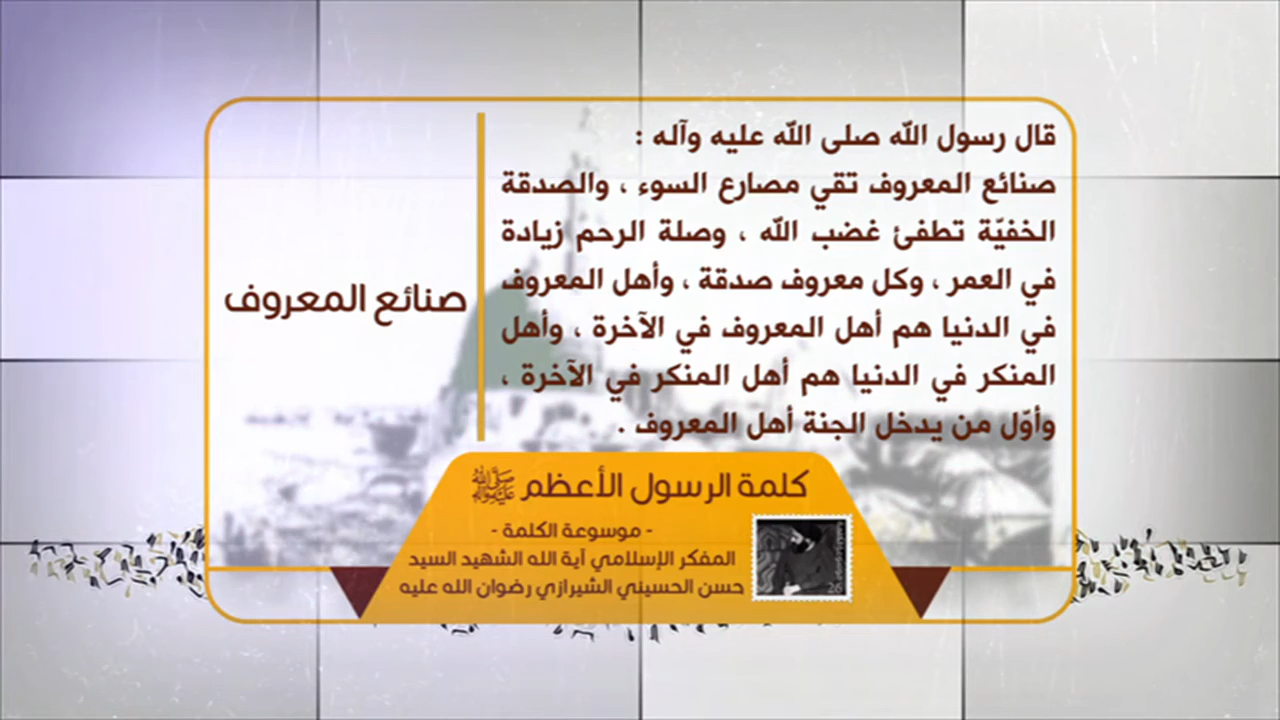 قال رسول الله صلى الله عليه وآله :
صنائع المعروف تقي مصارع السوء ، والصدقة
الخفيّة تطفئ غضب الله ، وصلة الرحم زيادة
في العمر ، وكل معروف صدقة ، وأهل المعروف
في الدنيا هم أهل المعروف في الآخرة ، وأهل
المنكر في الدنيا هم أهل المنكر في الآخرة ،
وأوّل من يدخل الجنة أهل المعروف .
صنائع المعروف
كلمة الرسول الأعظم ﷺ
- موسوعة الكلمة -
المفكر الإسلامي آية الله الشهيد السيد
حسن الحسيني الشيرازي رضوان الله عليه
26